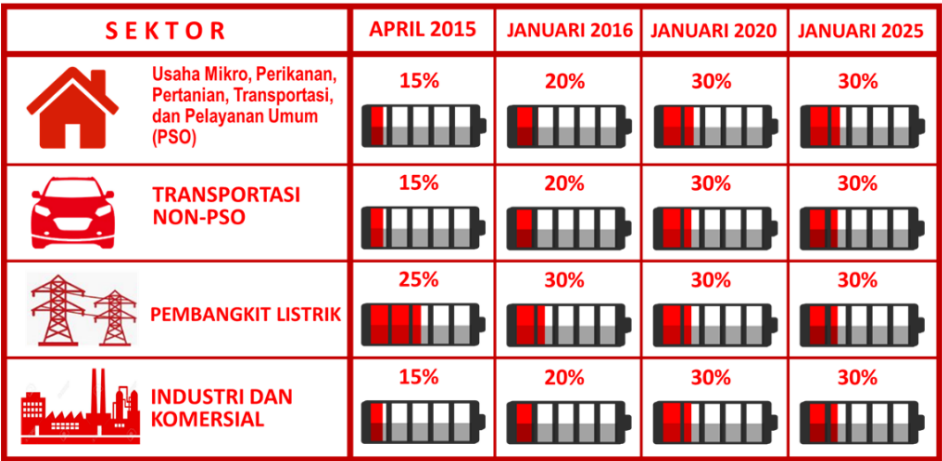 SEKTOR APRIL 2015 JANUARI 2016 JANUARI 2020 JANUARI 2025
Usaha Mikro, Perikanan,
Pertanian, Transportasi,
dan Pelayanan Umum
(PSO)
15% 20% 30% 30%
TRANSPORTASI
NON-PSO
15% 20% 30% 30%
PEMBANGKIT LISTRIK
25% 30% 30% 30%
INDUSTRI DAN
KOMERSIAL
15% 20% 30% 30%